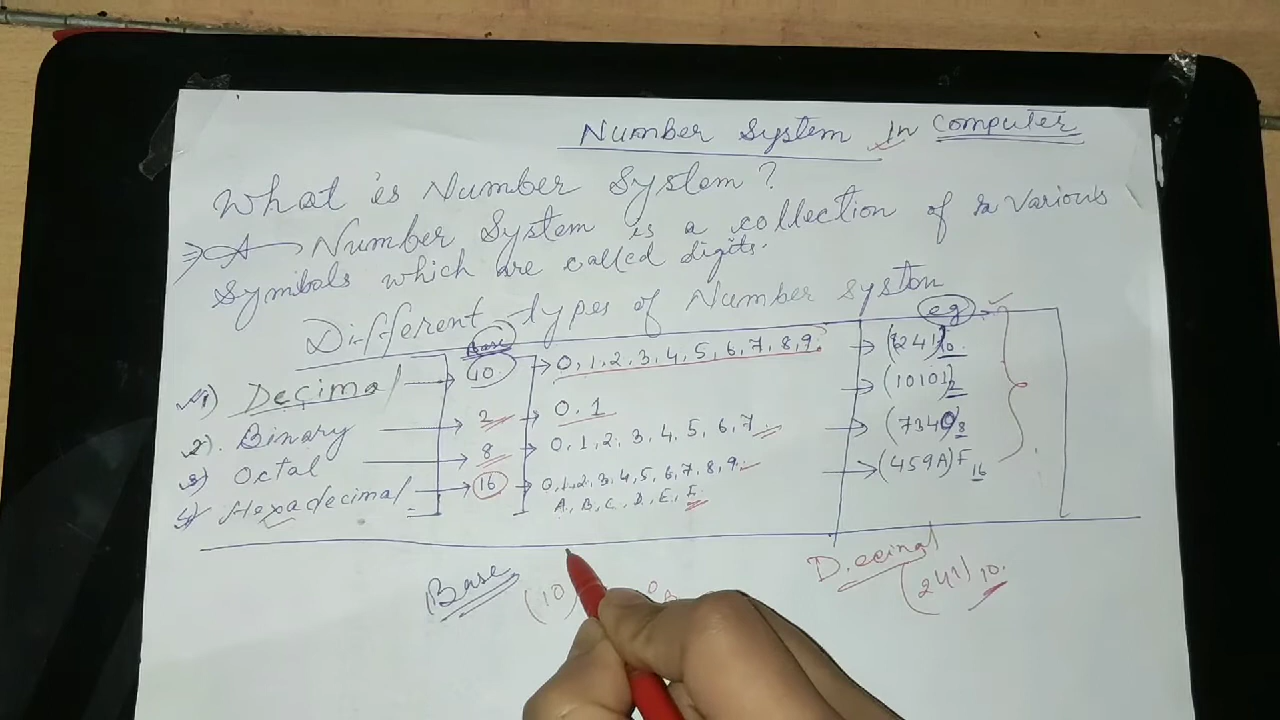 Number System in Computer
What is Number System?
⇒ A Number System is a collection of various
symbols which are called digits.
Different types of Number system
Base eg
1) Decimal → 10 → 0, 1, 2, 3, 4, 5, 6, 7, 8, 9. → (241)10
2). Binary → 2 → 0, 1 → (10101)2
3) Octal → 8 → 0, 1, 2, 3, 4, 5, 6, 7 → (7340)8
4) Hexadecimal → 16 → 0, 1, 2, 3, 4, 5, 6, 7, 8, 9. → (459A)F16
A, B, C, D, E, F.
Base (10) Decimal
(241)10.